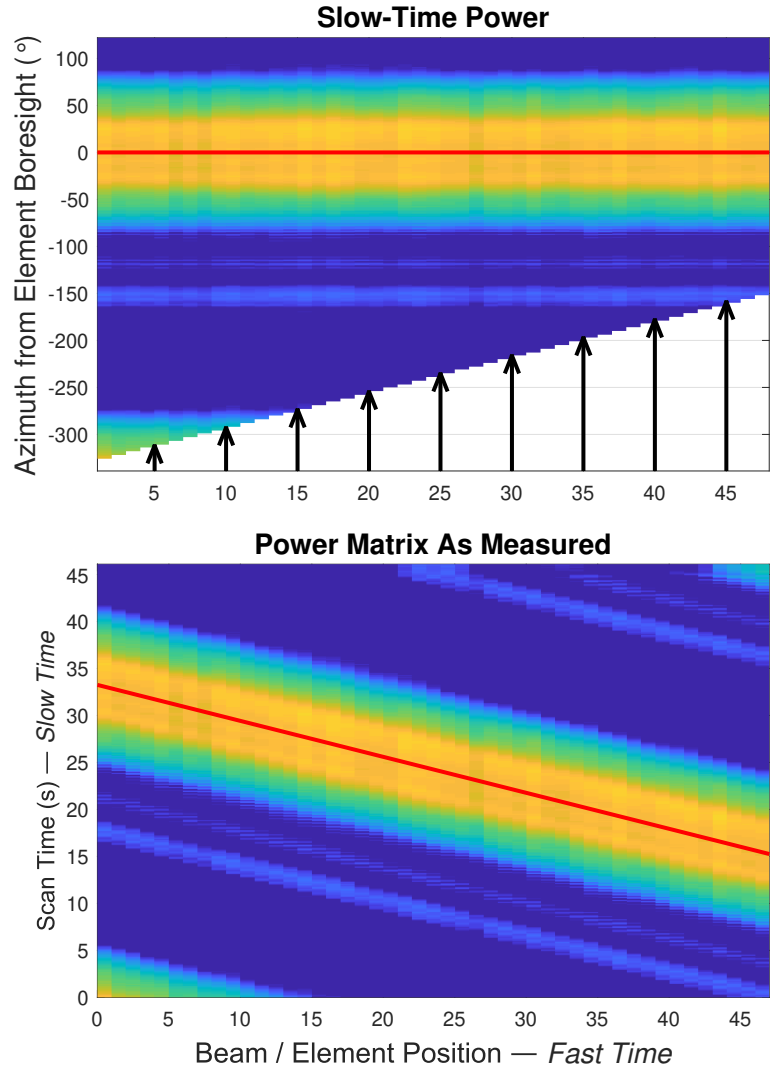 Slow-Time Power
Azimuth from Element Boresight (°)
100
50
0
-50
-100
-150
-200
-250
-300
5 10 15 20 25 30 35 40 45
Power Matrix As Measured
Scan Time (s) — Slow Time
45
40
35
30
25
20
15
10
5
0
0 5 10 15 20 25 30 35 40 45
Beam / Element Position — Fast Time